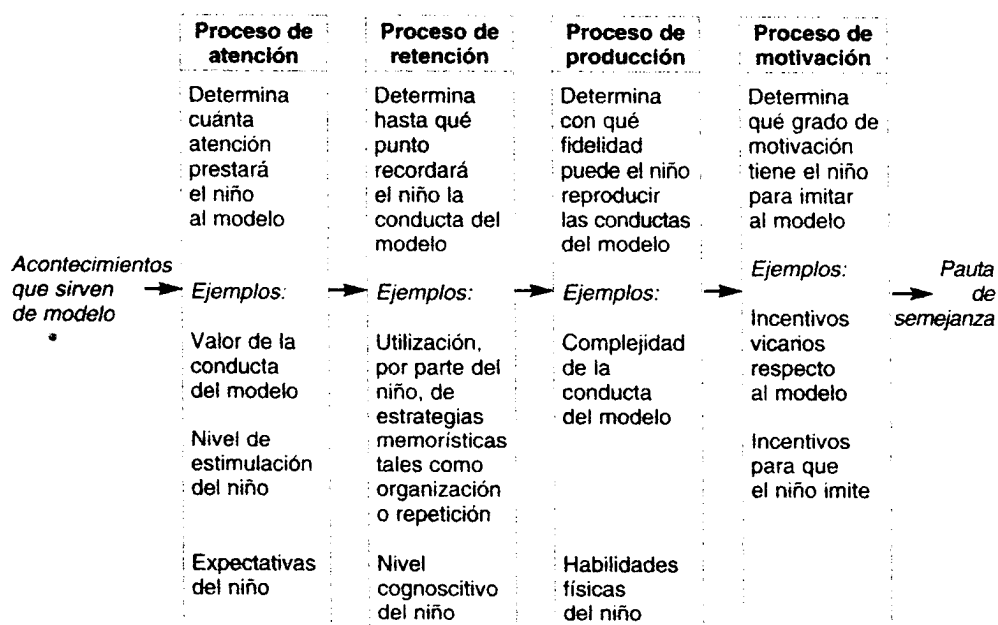 Acontecimientos
que sirven
de modelo
Proceso de
atención
Determina
cuánta
atención
prestará
el niño
al modelo
Ejemplos:
Valor de la
conducta
del modelo
Nivel de
estimulación
del niño
Expectativas
del niño
Proceso de
retención
Determina
hasta qué
punto
recordará
el niño la
conducta del
modelo
Ejemplos:
Utilización,
por parte del
niño, de
estrategias
memorísticas
tales como
organización
o repetición
Nivel
cognoscitivo
del niño
Proceso de
producción
Determina
con qué
fidelidad
puede el niño
reproducir
las conductas
del modelo
Ejemplos:
Complejidad
de la
conducta
del modelo
Habilidades
físicas
del niño
Proceso de
motivación
Determina
qué grado de
motivación
tiene el niño
para imitar
al modelo
Ejemplos:
Incentivos
vicarios
respecto
al modelo
Incentivos
para que
el niño imite
Pauta
de
semejanza